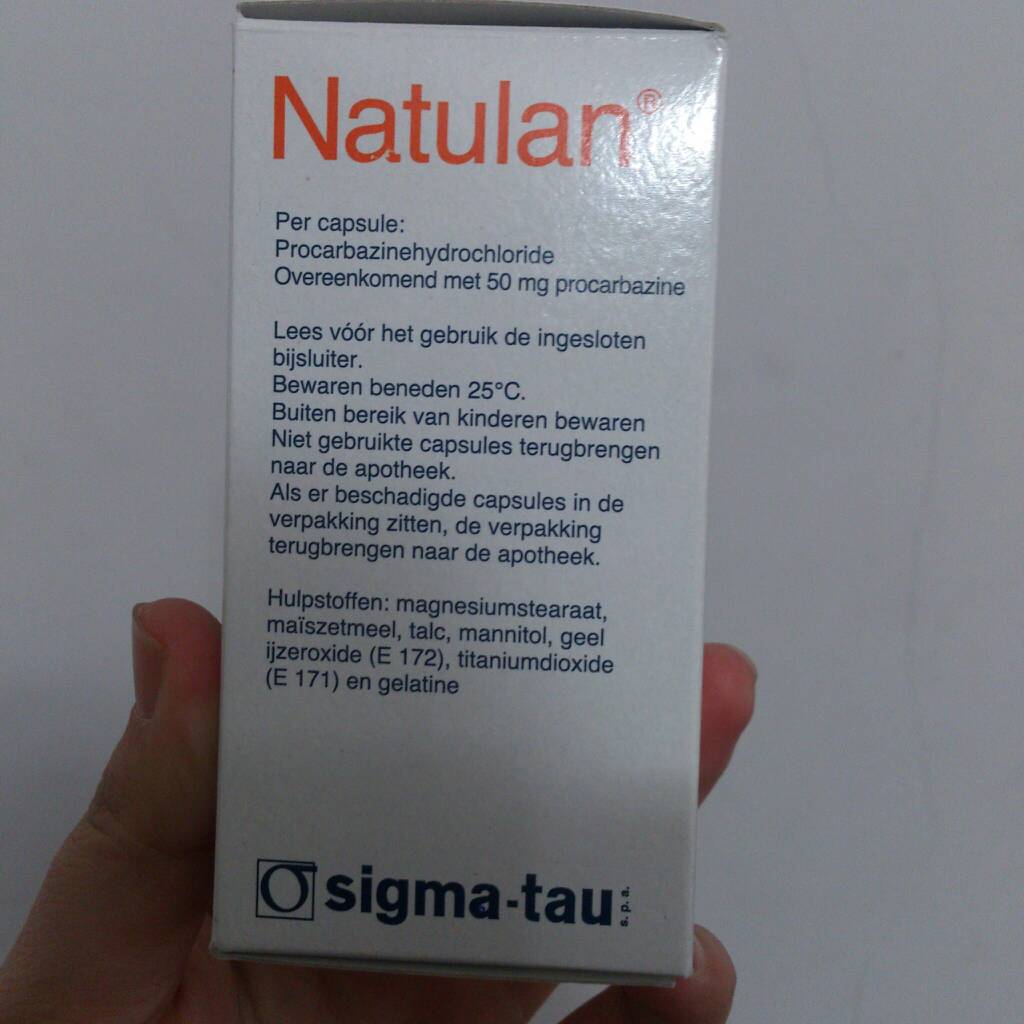 Natulan®
Per capsule:
Procarbazinehydrochloride
Overeenkomend met 50 mg procarbazine
Lees vóór het gebruik de ingesloten
bijsluiter.
Bewaren beneden 25°C.
Buiten bereik van kinderen bewaren
Niet gebruikte capsules terugbrengen
naar de apotheek.
Als er beschadigde capsules in de
verpakking zitten, de verpakking
terugbrengen naar de apotheek.
Hulpstoffen: magnesiumstearaat,
maïszetmeel, talc, mannitol, geel
ijzeroxide (E 172), titaniumdioxide
(E 171) en gelatine
σ sigma-tau s.p.a.